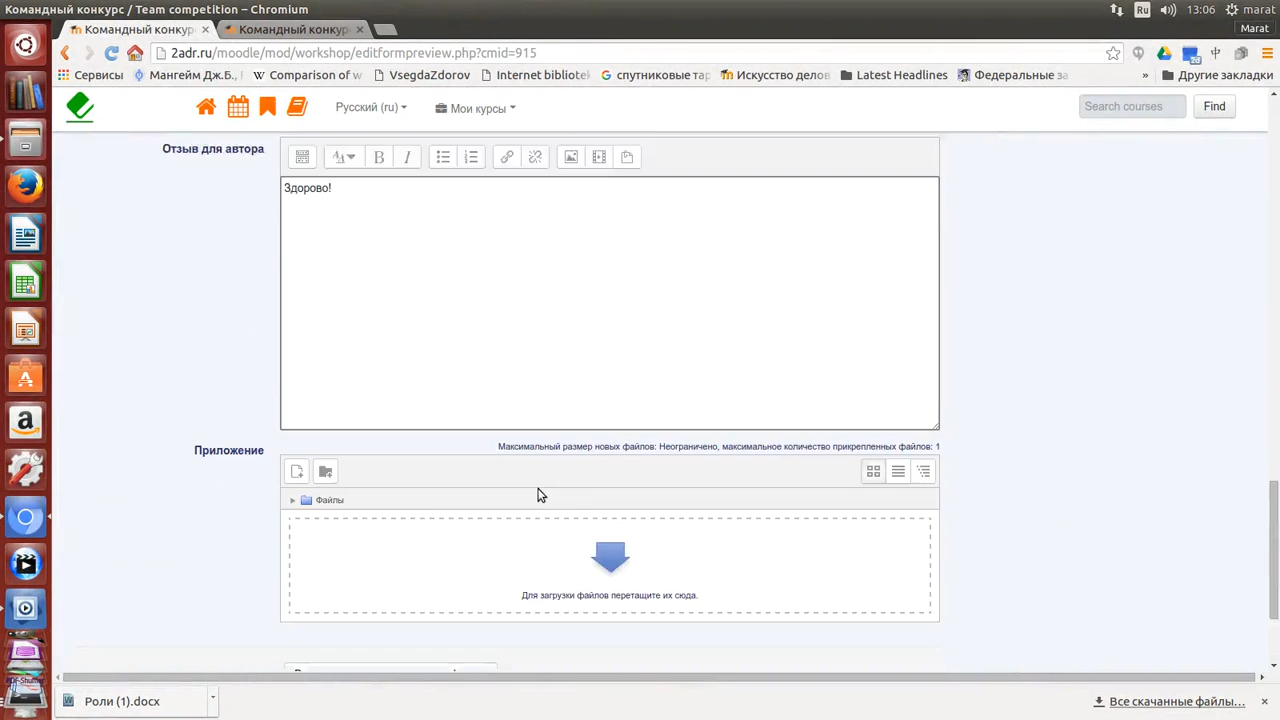 Командный конкурс / Team competition – Chromium
Ru
13:06
marat
Командный конкур
Командный конкур
Marat
2adr.ru/moodle/mod/workshop/editformpreview.php?cmid=915
Сервисы
Мангейм Дж.Б.,
Comparison of w
VsegdaZdorov
Internet bibliotek
спутниковые тар
Искусство делов
Latest Headlines
Федеральные за
»
Другие закладки
Русский (ru)
Мои курсы
Search courses
Find
Отзыв для автора
Здорово!
Максимальный размер новых файлов: Неограничено, максимальное количество прикрепленных файлов: 1
Приложение
Файлы
Для загрузки файлов перетащите их сюда.
Роли (1).docx
Все скачанные файлы...